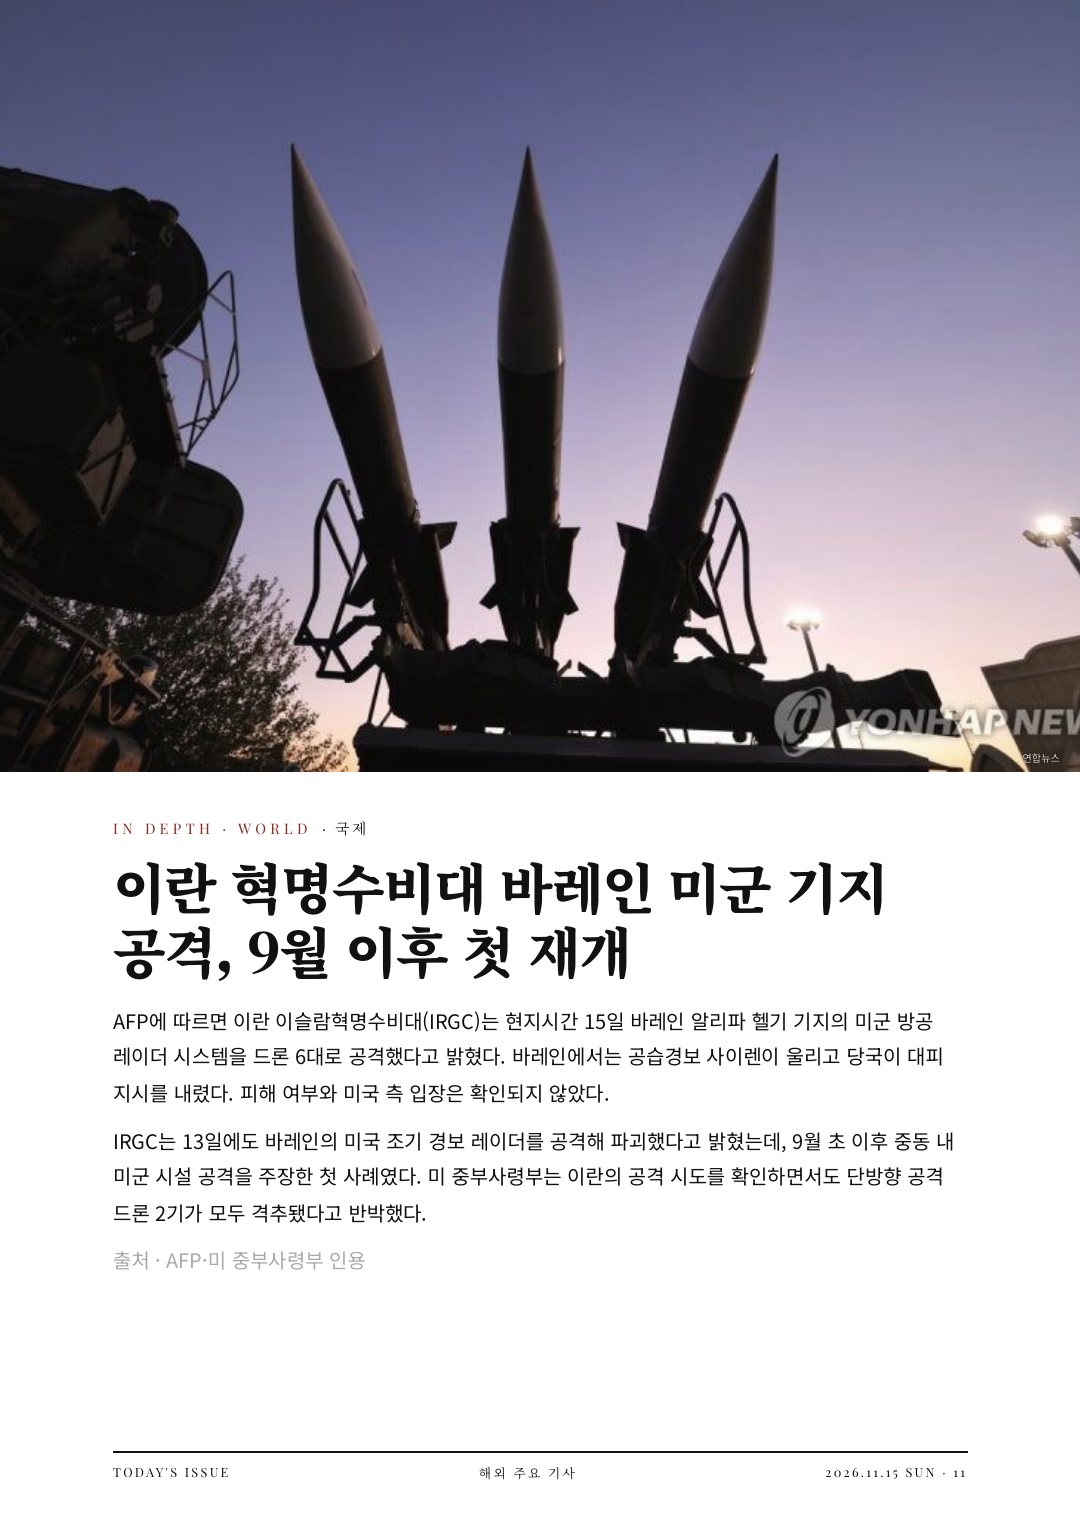 YONHAP NEW
연합뉴스
IN DEPTH · WORLD · 국제
이란 혁명수비대 바레인 미군 기지
공격, 9월 이후 첫 재개
AFP에 따르면 이란 이슬람혁명수비대(IRGC)는 현지시간 15일 바레인 알리파 헬기 기지의 미군 방공
레이더 시스템을 드론 6대로 공격했다고 밝혔다. 바레인에서는 공습경보 사이렌이 울리고 당국이 대피
지시를 내렸다. 피해 여부와 미국 측 입장은 확인되지 않았다.
IRGC는 13일에도 바레인의 미국 조기 경보 레이더를 공격해 파괴했다고 밝혔는데, 9월 초 이후 중동 내
미군 시설 공격을 주장한 첫 사례였다. 미 중부사령부는 이란의 공격 시도를 확인하면서도 단방향 공격
드론 2기가 모두 격추됐다고 반박했다.
출처 · AFP·미 중부사령부 인용
TODAY'S ISSUE
해외 주요 기사
2026.11.15 SUN · 11